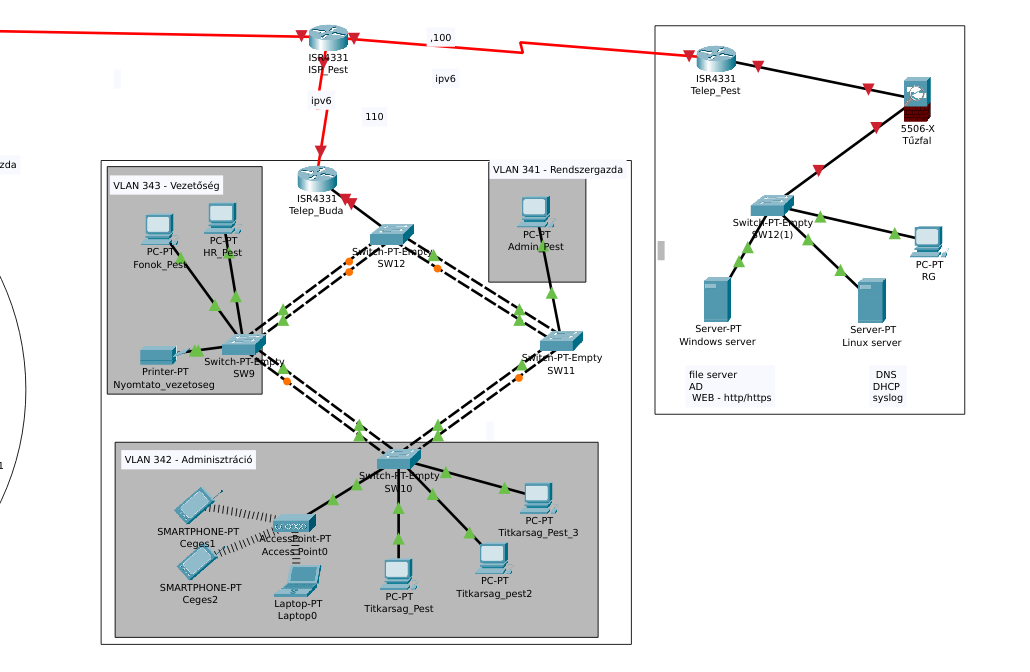 ISR4331
ISP_Pest
,100
ipv6
ipv6
110
ISR4331
Telep_Pest
5506-X
Tűzfal
zda
VLAN 343 - Vezetőség
PC-PT
Fonok_Pest
PC-PT
HR_Pest
ISR4331
Telep_Buda
VLAN 341 - Rendszergazda
PC-PT
Admin_Pest
Switch-PT-Empty
SW12
Switch-PT-Empty
SW12(1)
PC-PT
RG
Server-PT
Windows server
Server-PT
Linux server
Printer-PT
Nyomtato_vezetoseg
Switch-PT-Empty
SW9
Switch-PT-Empty
SW11
file server
AD
WEB - http/https
DNS
DHCP
syslog
1
VLAN 342 - Adminisztráció
Switch-PT-Empty
SW10
SMARTPHONE-PT
Ceges1
AccessPoint-PT
Access Point0
SMARTPHONE-PT
Ceges2
Laptop-PT
Laptop0
PC-PT
Titkarsag_Pest
PC-PT
Titkarsag_pest2
PC-PT
Titkarsag_Pest_3